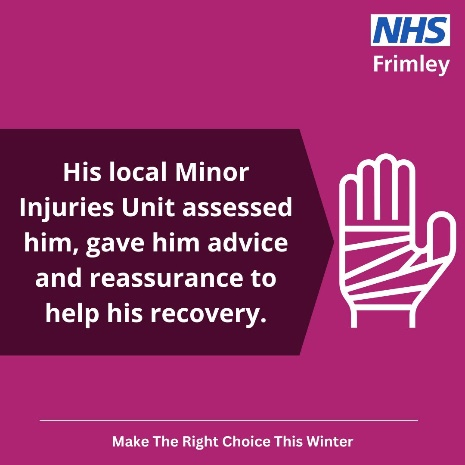 NHS
Frimley
His local Minor
Injuries Unit assessed
him, gave him advice
and reassurance to
help his recovery.
Make The Right Choice This Winter